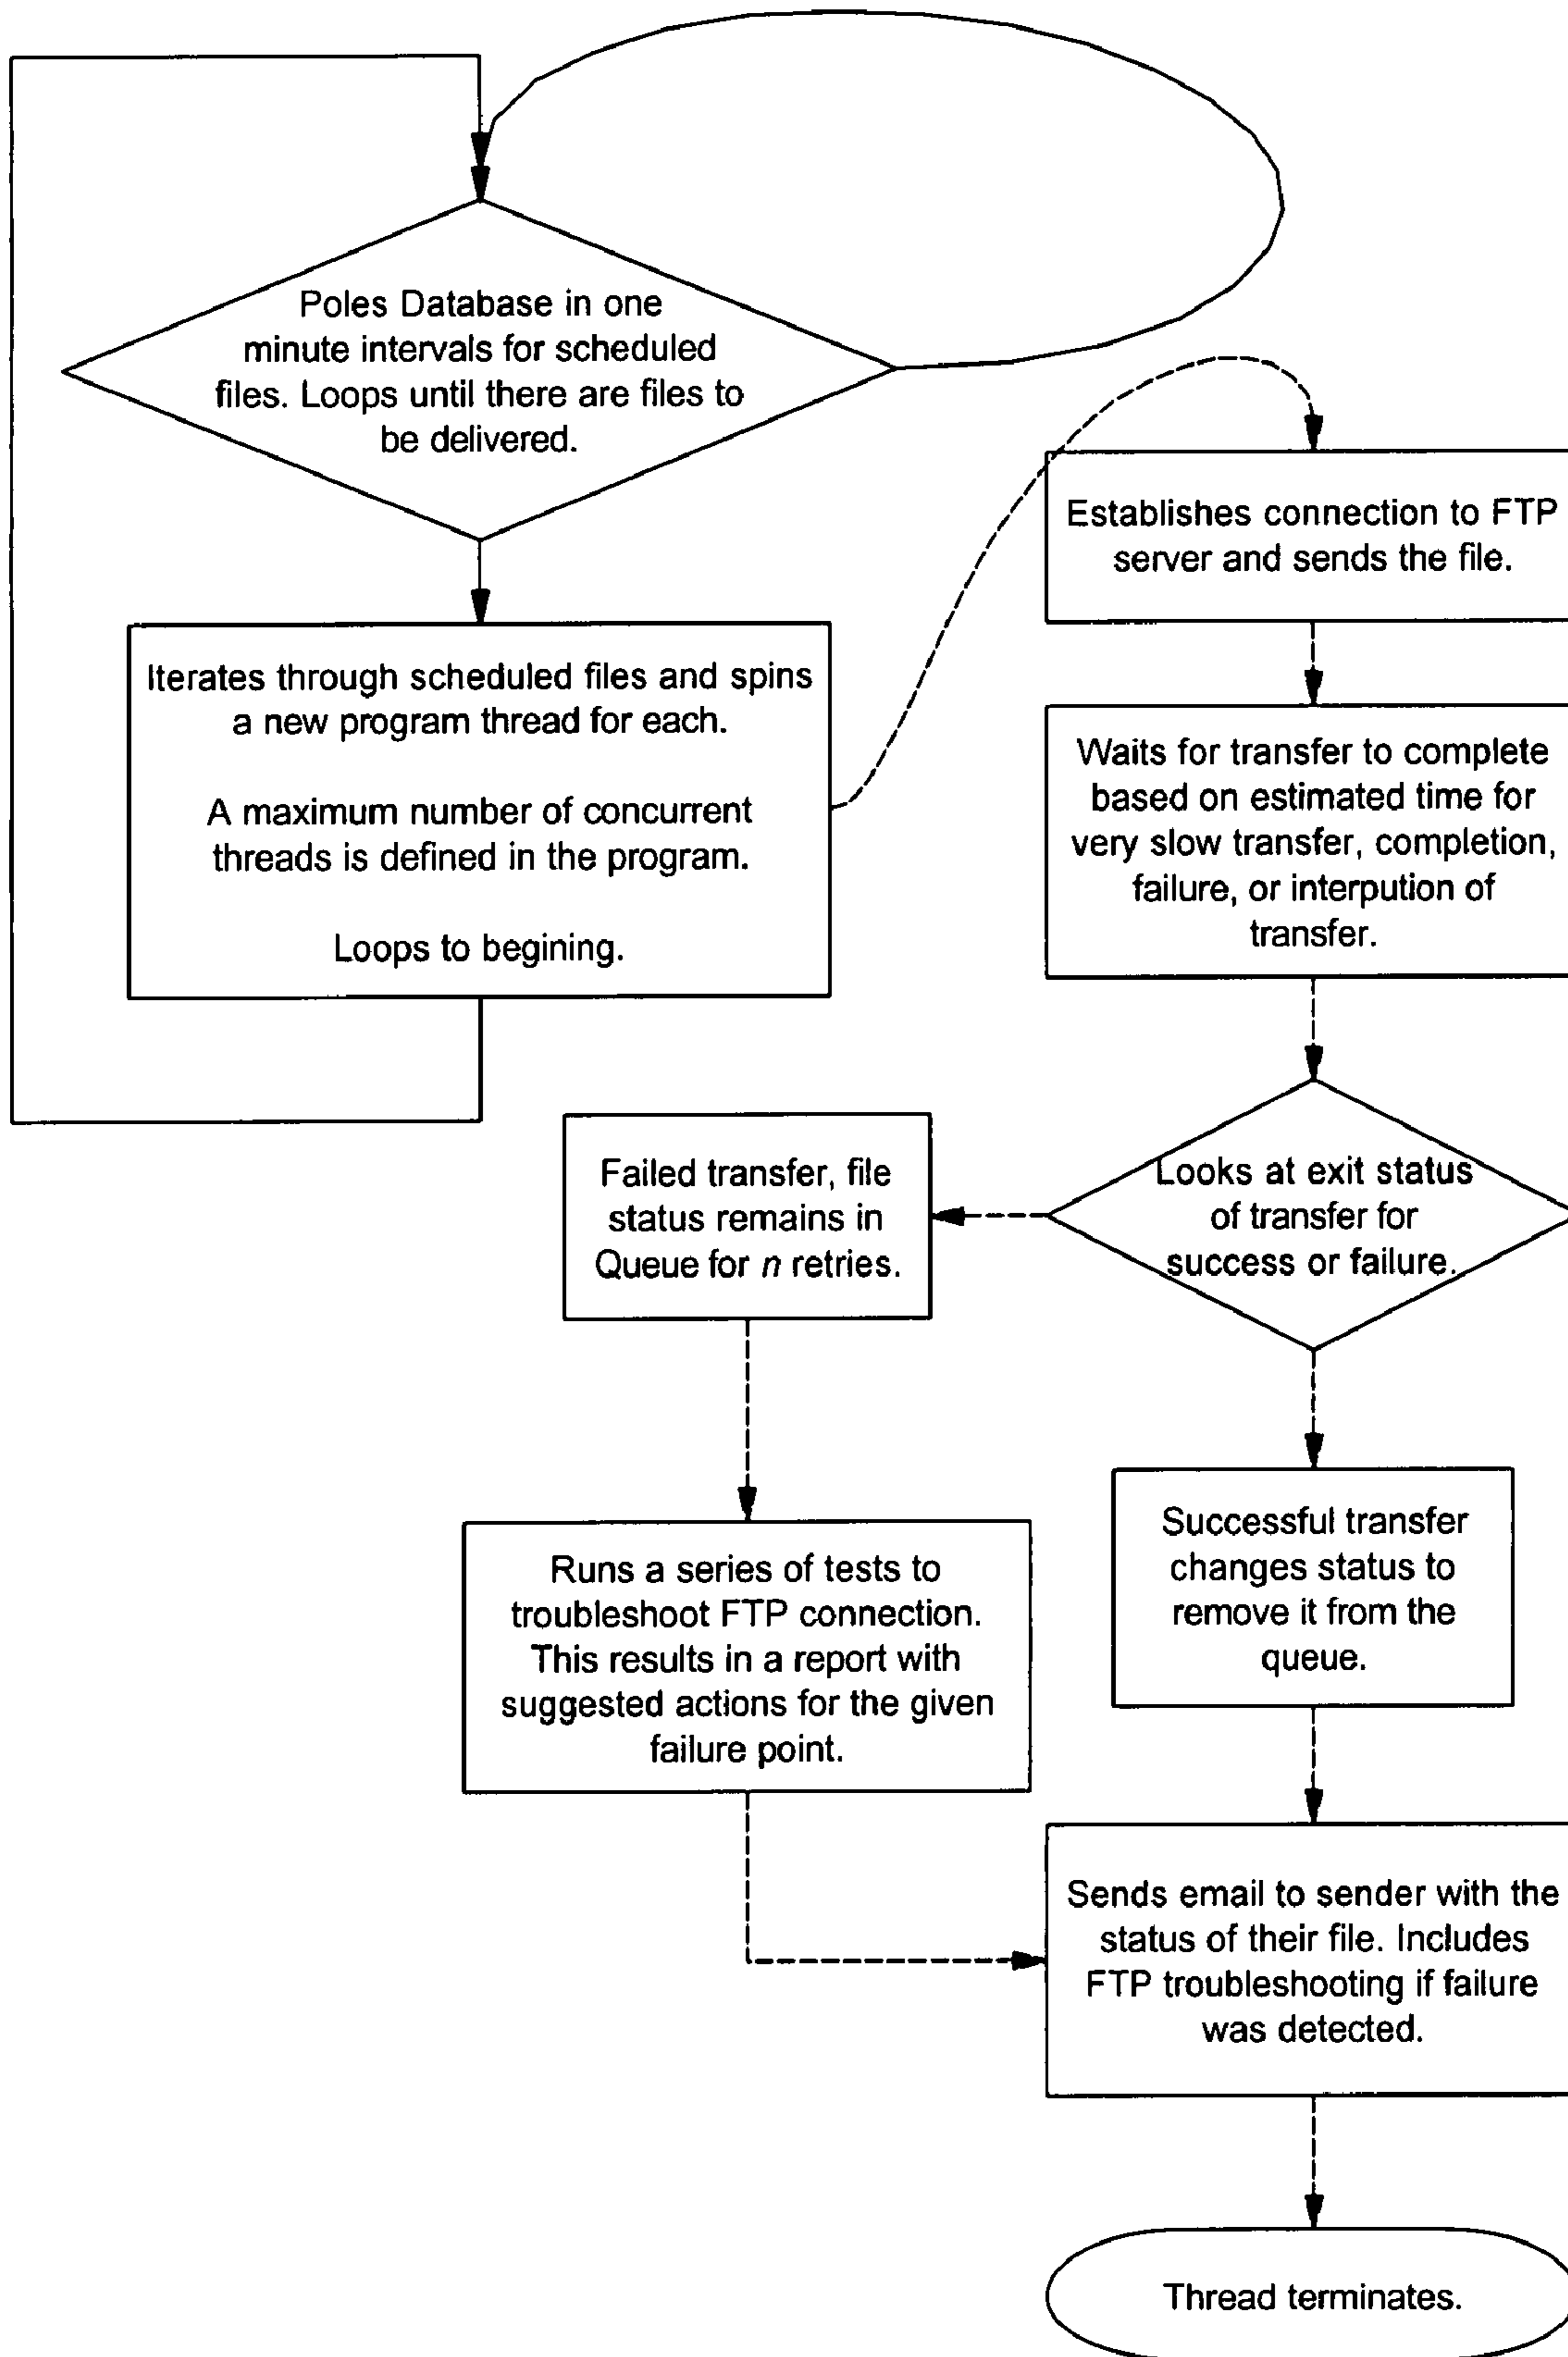 Poles Database in one
minute intervals for scheduled
files. Loops until there are files to
be delivered.
Iterates through scheduled files and spins
a new program thread for each.
A maximum number of concurrent
threads is defined in the program.
Loops to begining.
Establishes connection to FTP
server and sends the file.
Waits for transfer to complete
based on estimated time for
very slow transfer, completion,
failure, or interpution of
transfer.
Looks at exit status
of transfer for
success or failure.
Failed transfer, file
status remains in
Queue for n retries.
Runs a series of tests to
troubleshoot FTP connection.
This results in a report with
suggested actions for the given
failure point.
Successful transfer
changes status to
remove it from the
queue.
Sends email to sender with the
status of their file. Includes
FTP troubleshooting if failure
was detected.
Thread terminates.